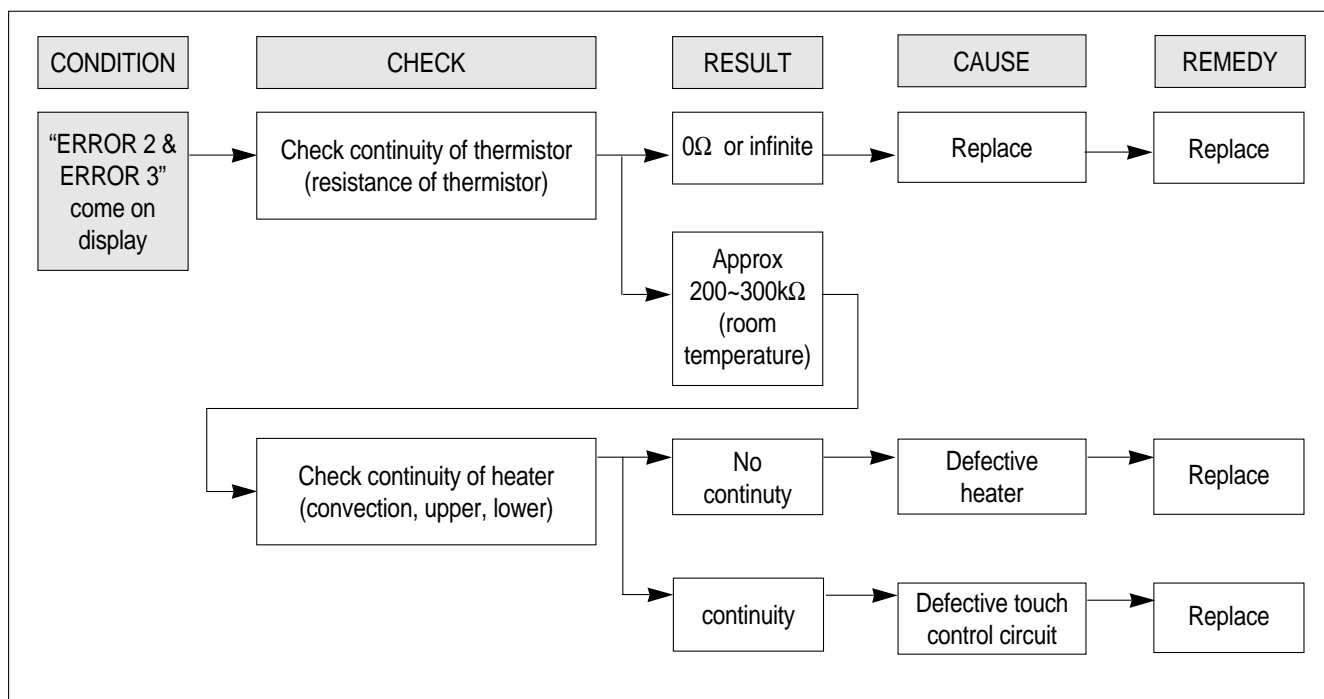 CONDITION
CHECK
RESULT
CAUSE
REMEDY
“ERROR 2 &
ERROR 3”
come on
display
Check continuity of thermistor
(resistance of thermistor)
0Ω or infinite
Replace
Replace
Approx
200~300kΩ
(room
temperature)
Check continuity of heater
(convection, upper, lower)
No
continuty
Defective
heater
Replace
continuity
Defective touch
control circuit
Replace